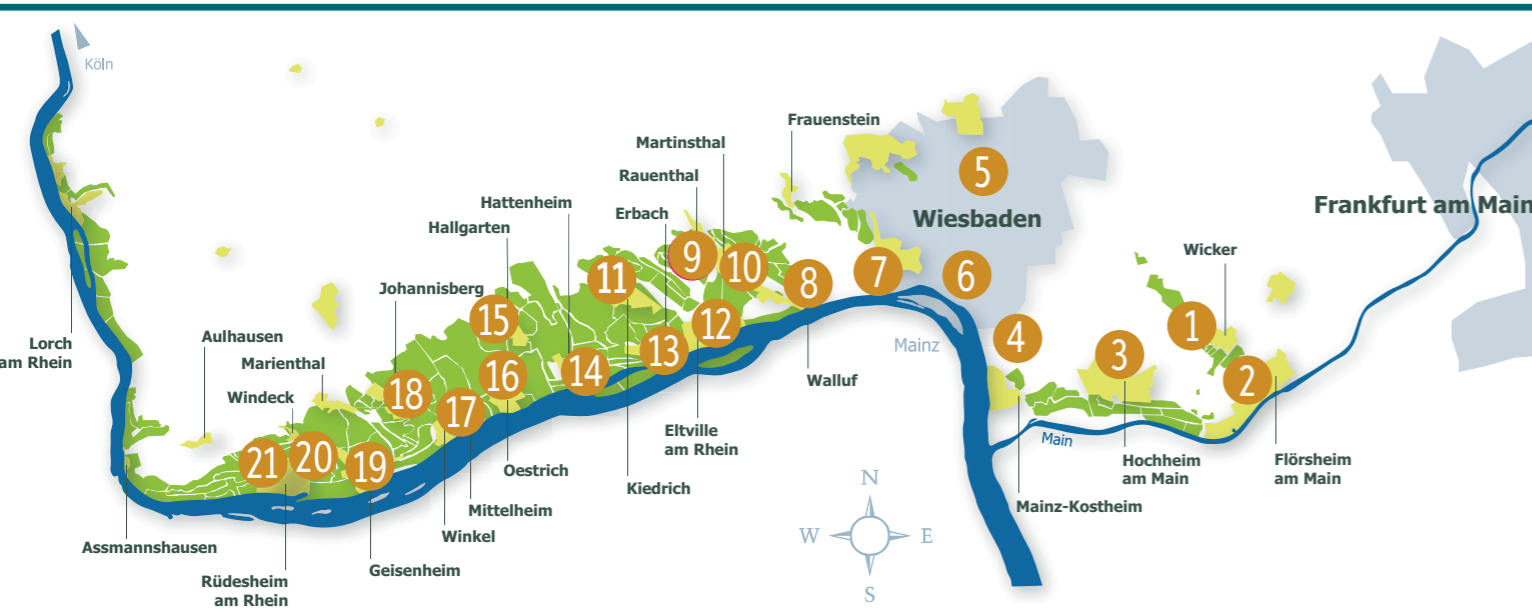 Köln
Frauenstein
Martinsthal
Rauenthal
Hattenheim
Erbach
Hallgarten
5
Wiesbaden
Frankfurt am Main
Wicker
9
10
11
8
7
6
Johannisberg
15
12
1
Mainz
4
3
Lorch
am Rhein
Aulhausen
Marienthal
Windeck
18
16
14
13
17
Walluf
2
Eltville
am Rhein
Main
21
20
19
Oestrich
Kiedrich
Hochheim
am Main
Flörsheim
am Main
Mittelheim
Mainz-Kostheim
Winkel
N
W
E
S
Assmannshausen
Geisenheim
Rüdesheim
am Rhein